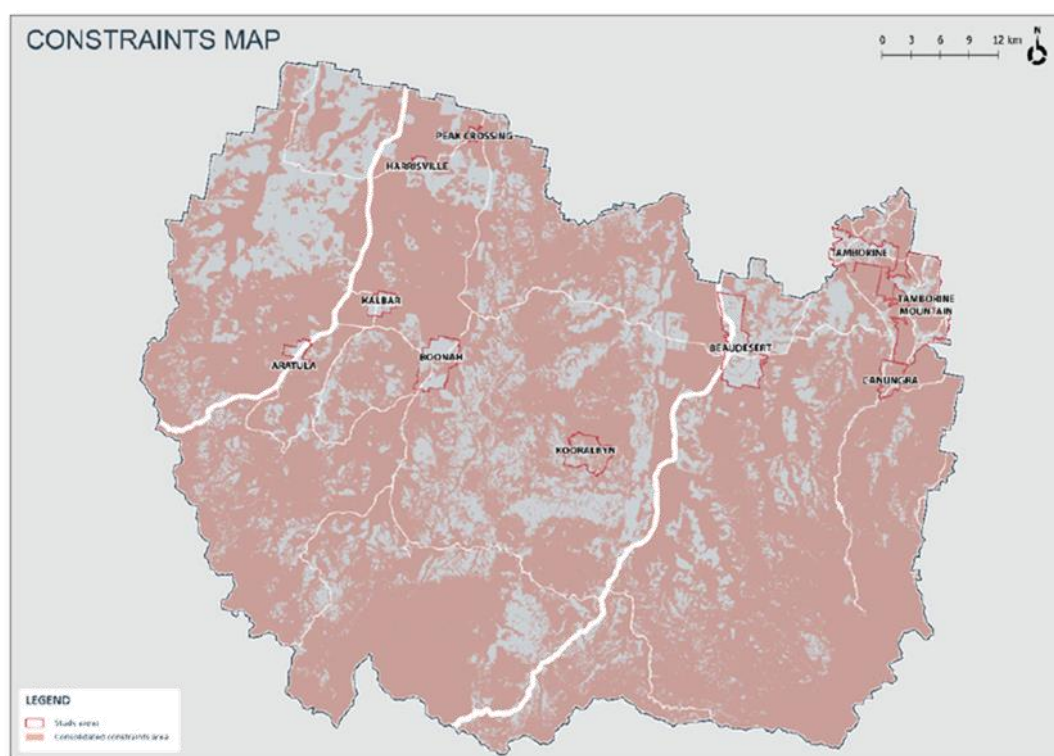 CONSTRAINTS MAP
0 3 6 9 12 km
N
PEAK CROSSING
HARRISVILLE
TAMBORINE
KALBAR
TAMBORINE
MOUNTAIN
BEAUDESERT
BOONAH
ARATULA
CANUNGRA
KOORALBYN
LEGEND
Study areas
Consolidated constraints area